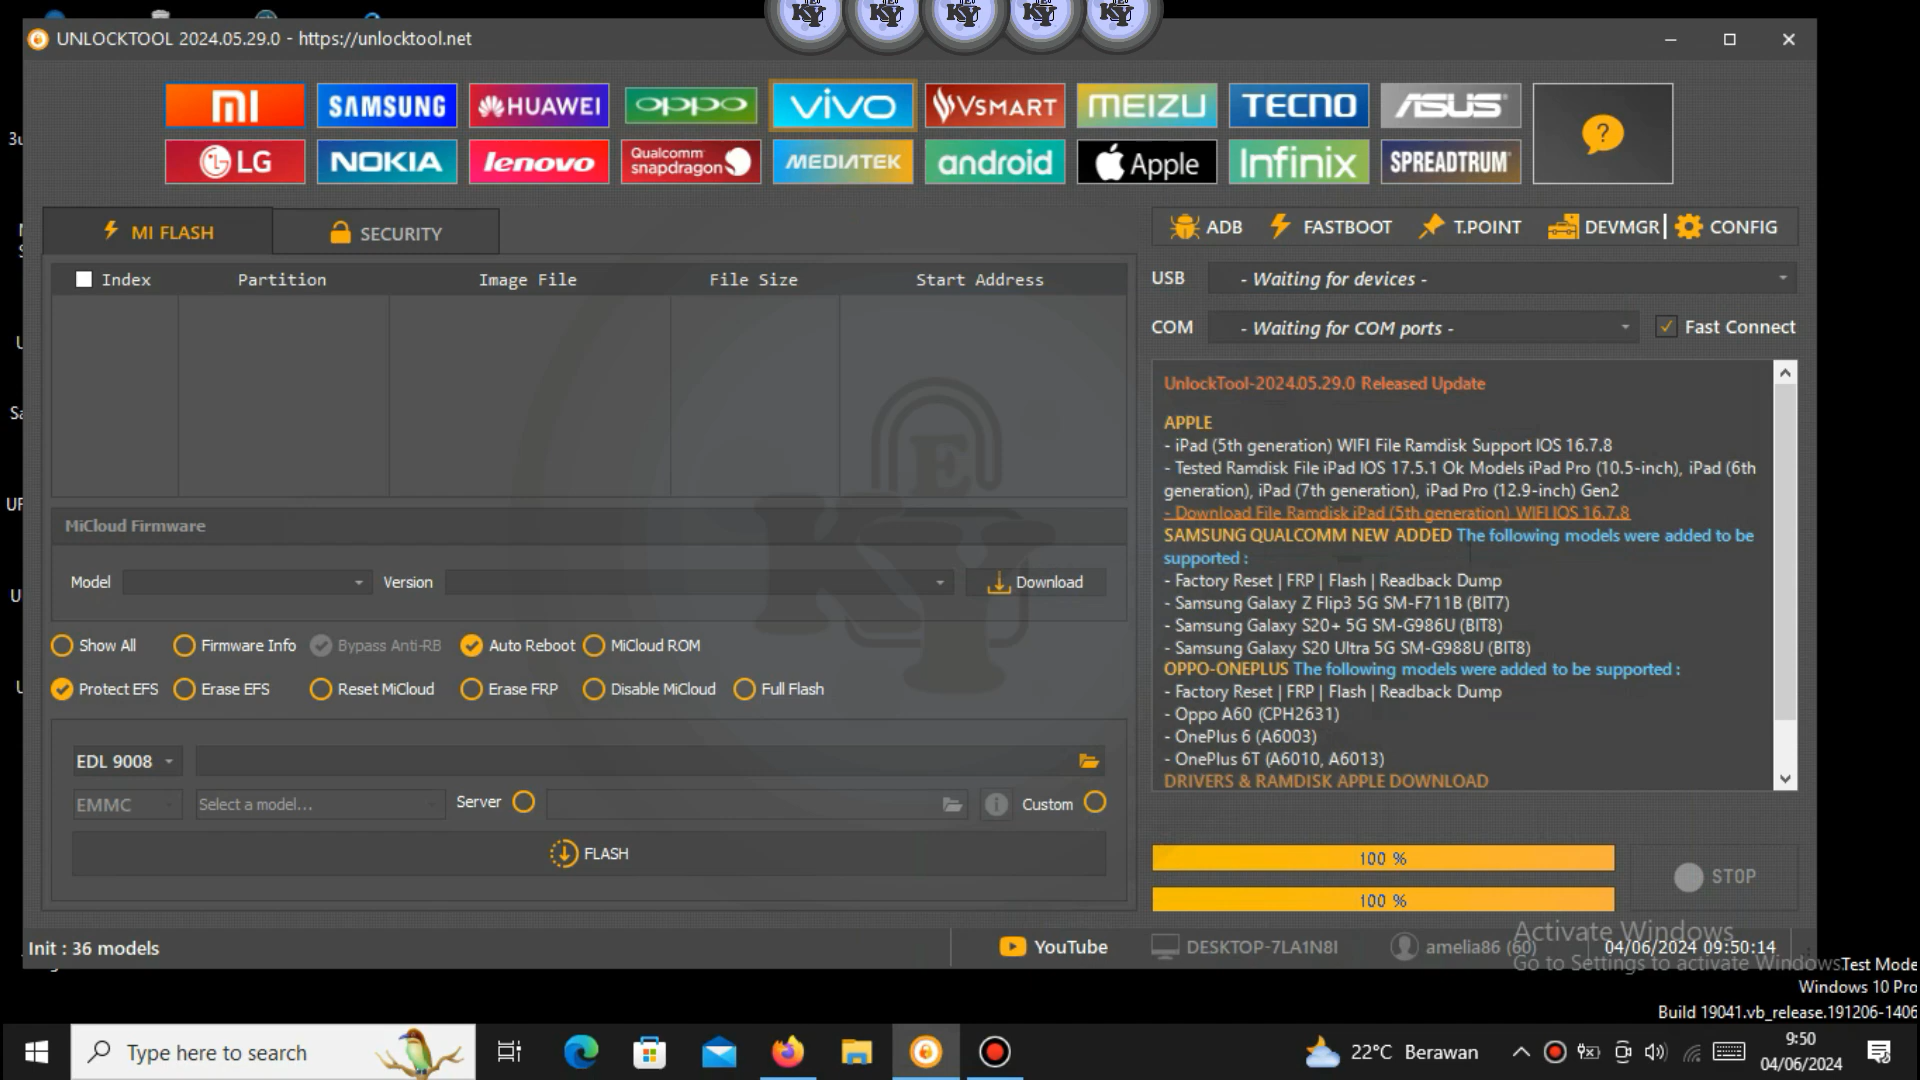 UNLOCKTOOL 2024.05.29.0 - https://unlocktool.net
KY KY KY KY KY
mi SAMSUNG HUAWEI oppo vivo VSMART MEIZU TECNO ASUS
LG NOKIA lenovo Qualcomm snapdragon MEDIATEK android Apple Infinix SPREADTRUM
?
MI FLASH SECURITY
ADB FASTBOOT T.POINT DEVMGR CONFIG
Index Partition Image File File Size Start Address
USB - Waiting for devices -
COM - Waiting for COM ports - Fast Connect
E
KY
MiCloud Firmware
Model Version Download
Show All Firmware Info Bypass Anti-RB Auto Reboot MiCloud ROM
Protect EFS Erase EFS Reset MiCloud Erase FRP Disable MiCloud Full Flash
EDL 9008
EMMC Select a model... Server Custom
FLASH
UnlockTool-2024.05.29.0 Released Update
APPLE
- iPad (5th generation) WIFI File Ramdisk Support IOS 16.7.8
- Tested Ramdisk File iPad IOS 17.5.1 Ok Models iPad Pro (10.5-inch), iPad (6th
generation), iPad (7th generation), iPad Pro (12.9-inch) Gen2
- Download File Ramdisk iPad (5th generation) WIFI IOS 16.7.8
SAMSUNG QUALCOMM NEW ADDED The following models were added to be
supported :
- Factory Reset | FRP | Flash | Readback Dump
- Samsung Galaxy Z Flip3 5G SM-F711B (BIT7)
- Samsung Galaxy S20+ 5G SM-G986U (BIT8)
- Samsung Galaxy S20 Ultra 5G SM-G988U (BIT8)
OPPO-ONEPLUS The following models were added to be supported :
- Factory Reset | FRP | Flash | Readback Dump
- Oppo A60 (CPH2631)
- OnePlus 6 (A6003)
- OnePlus 6T (A6010, A6013)
DRIVERS & RAMDISK APPLE DOWNLOAD
100 %
100 %
STOP
Init : 36 models
YouTube DESKTOP-7LA1N8I amelia86 (60) 04/06/2024 09:50:14
Activate Windows
Go to Settings to activate Windows.
Test Mode
Windows 10 Pro
Build 19041.vb_release.191206-1406
Type here to search
22°C Berawan
9:50
04/06/2024